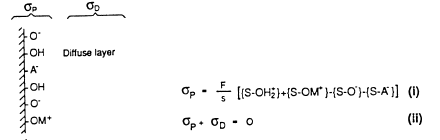 σP σD
O⁻
OH Diffuse layer
A⁻
OH
O⁻
OM⁺
σP = F/s [{S-OH₂⁺}+{S-OM⁺}-{S-O⁻}-{S-A⁻}] (i)
σP + σD = 0 (ii)